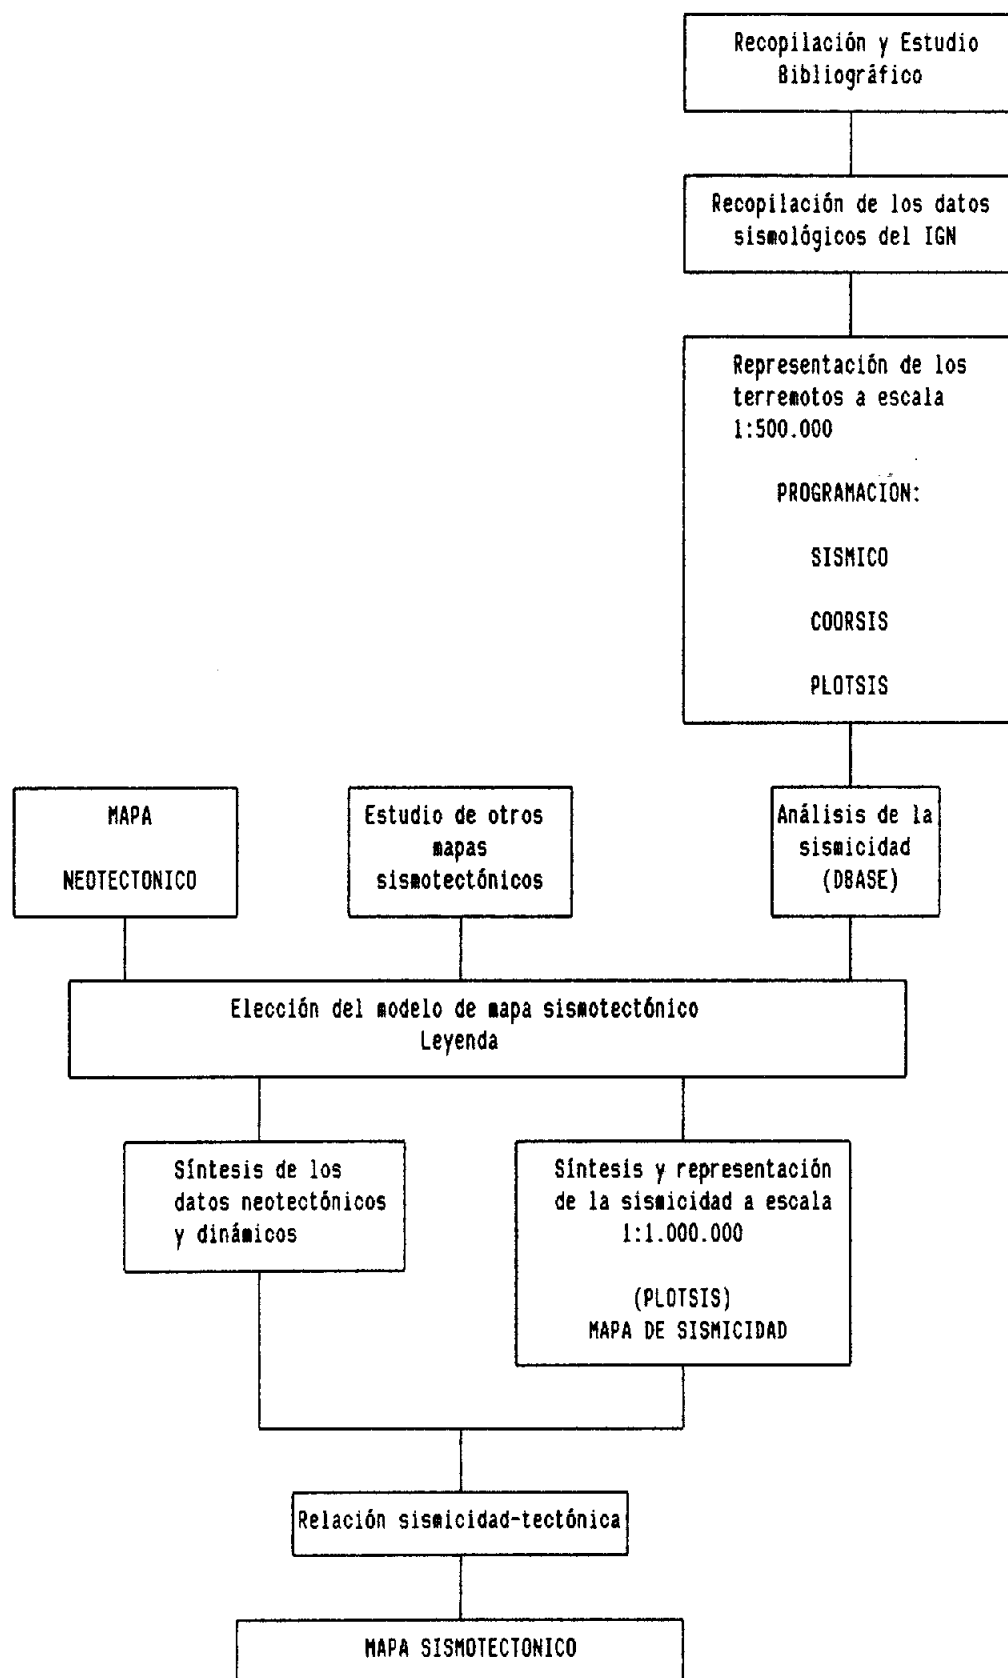 Recopilación y Estudio
Bibliográfico
Recopilación de los datos
sismológicos del IGN
Representación de los
terremotos a escala
1:500.000
PROGRAMACIÓN:
SISMICO
COORSIS
PLOTSIS
MAPA
NEOTECTONICO
Estudio de otros
mapas
sismotectónicos
Análisis de la
sismicidad
(DBASE)
Elección del modelo de mapa sismotectónico
Leyenda
Síntesis de los
datos neotectónicos
y dinámicos
Síntesis y representación
de la sismicidad a escala
1:1.000.000
(PLOTSIS)
MAPA DE SISMICIDAD
Relación sismicidad-tectónica
MAPA SISMOTECTONICO